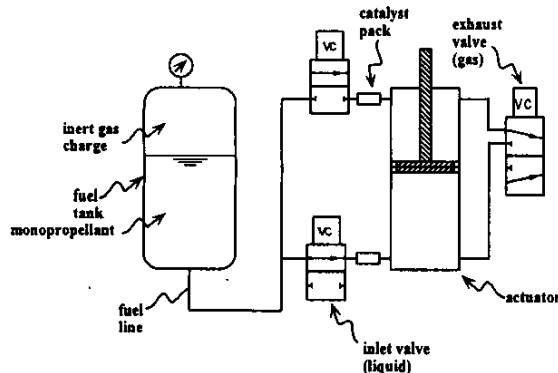 catalyst
pack
exhaust
valve
(gas)
VC
VC
inert gas
charge
fuel
tank
monopropellant
VC
fuel
line
inlet valve
(liquid)
actuator